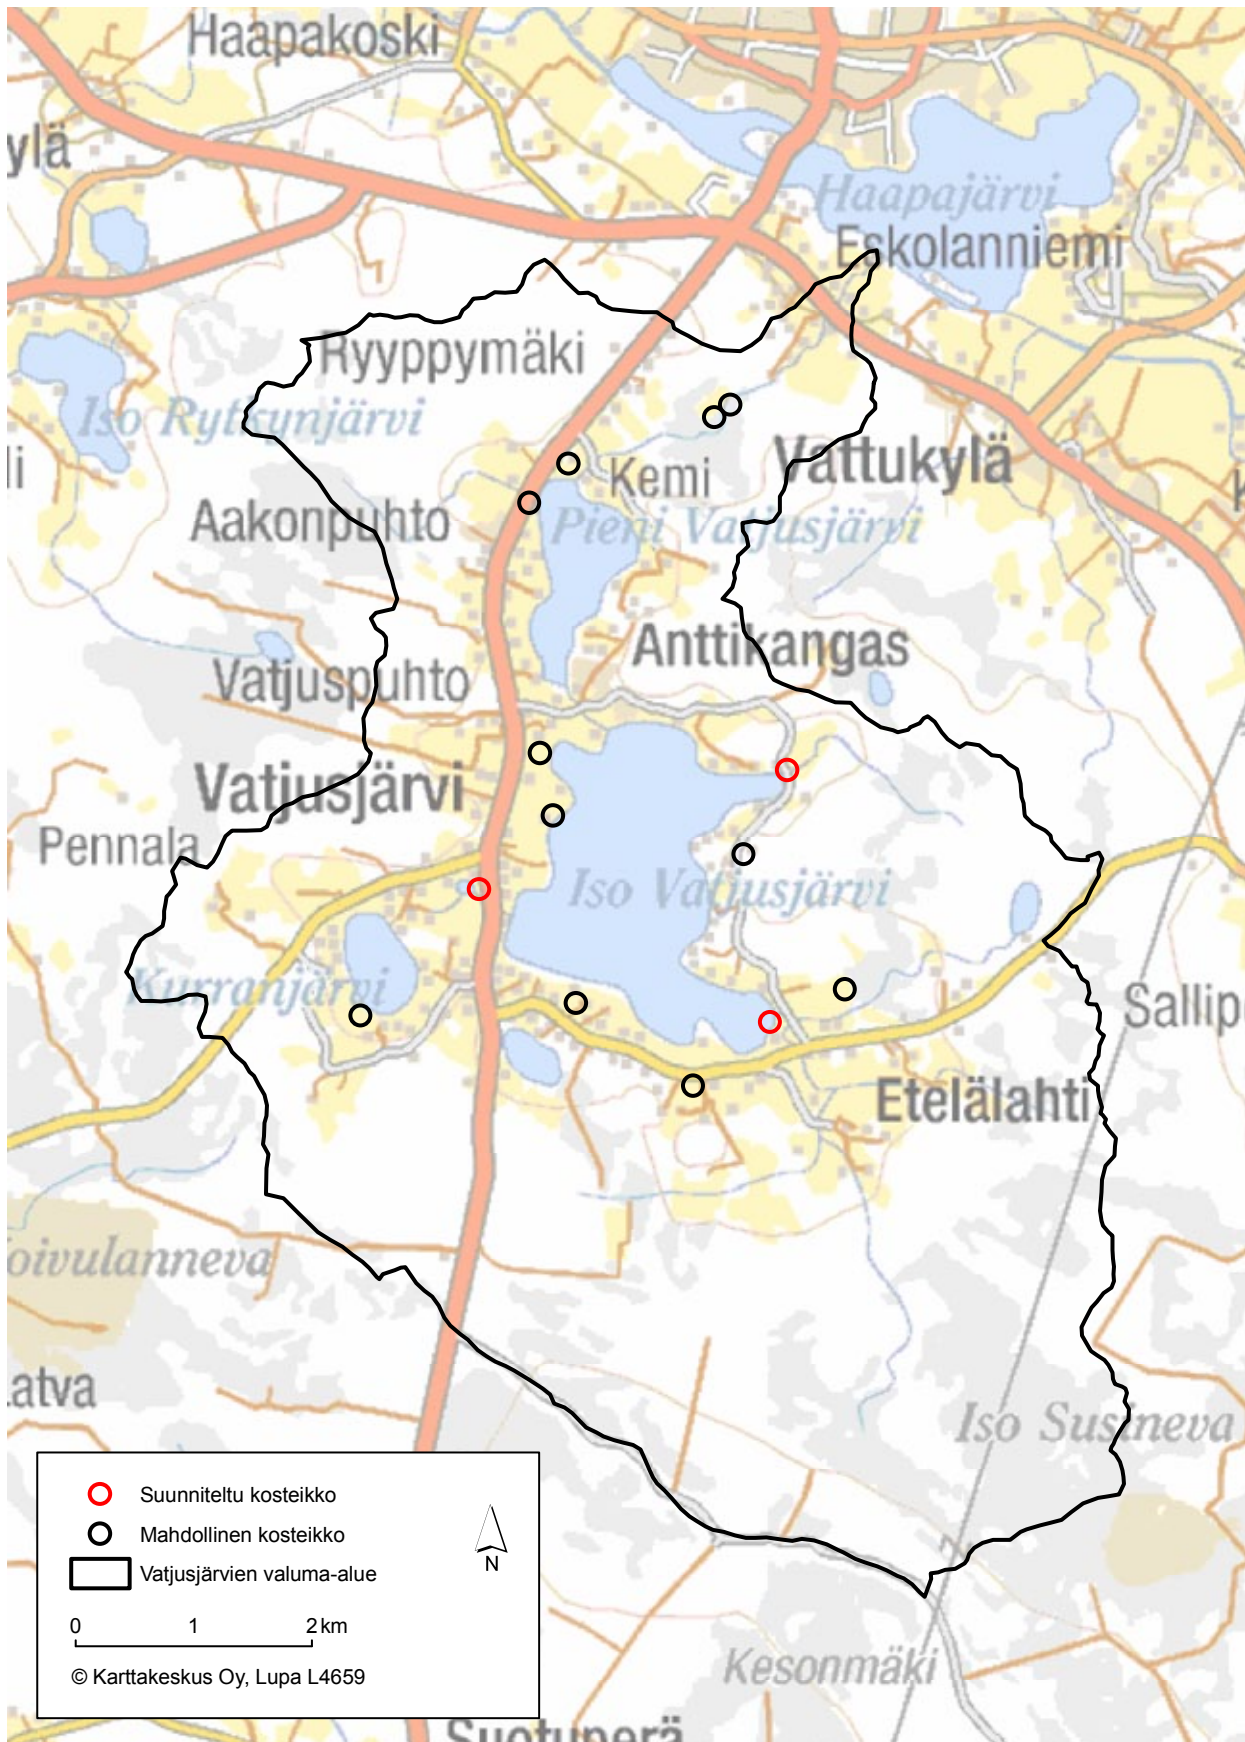 Haapakoski
ylä
Haapajärvi
Eskolanniemi
Ryyppymäki
Iso Rytkynjärvi
Vattukylä
li
Kemi
K
Aakonpuhto
Pieni Vatjusjärvi
Anttikangas
Vatjuspuhto
Vatjusjärvi
Pennala
Iso Vatjusjärvi
Kurranjärvi
Sallip
Etelälahti
oivulanneva
atva
Iso Susineva
Suunniteltu kosteikko
Mahdollinen kosteikko
Vatjusjärvien valuma-alue
N
0 1 2 km
© Karttakeskus Oy, Lupa L4659
Kesonmäki
Suotuperä